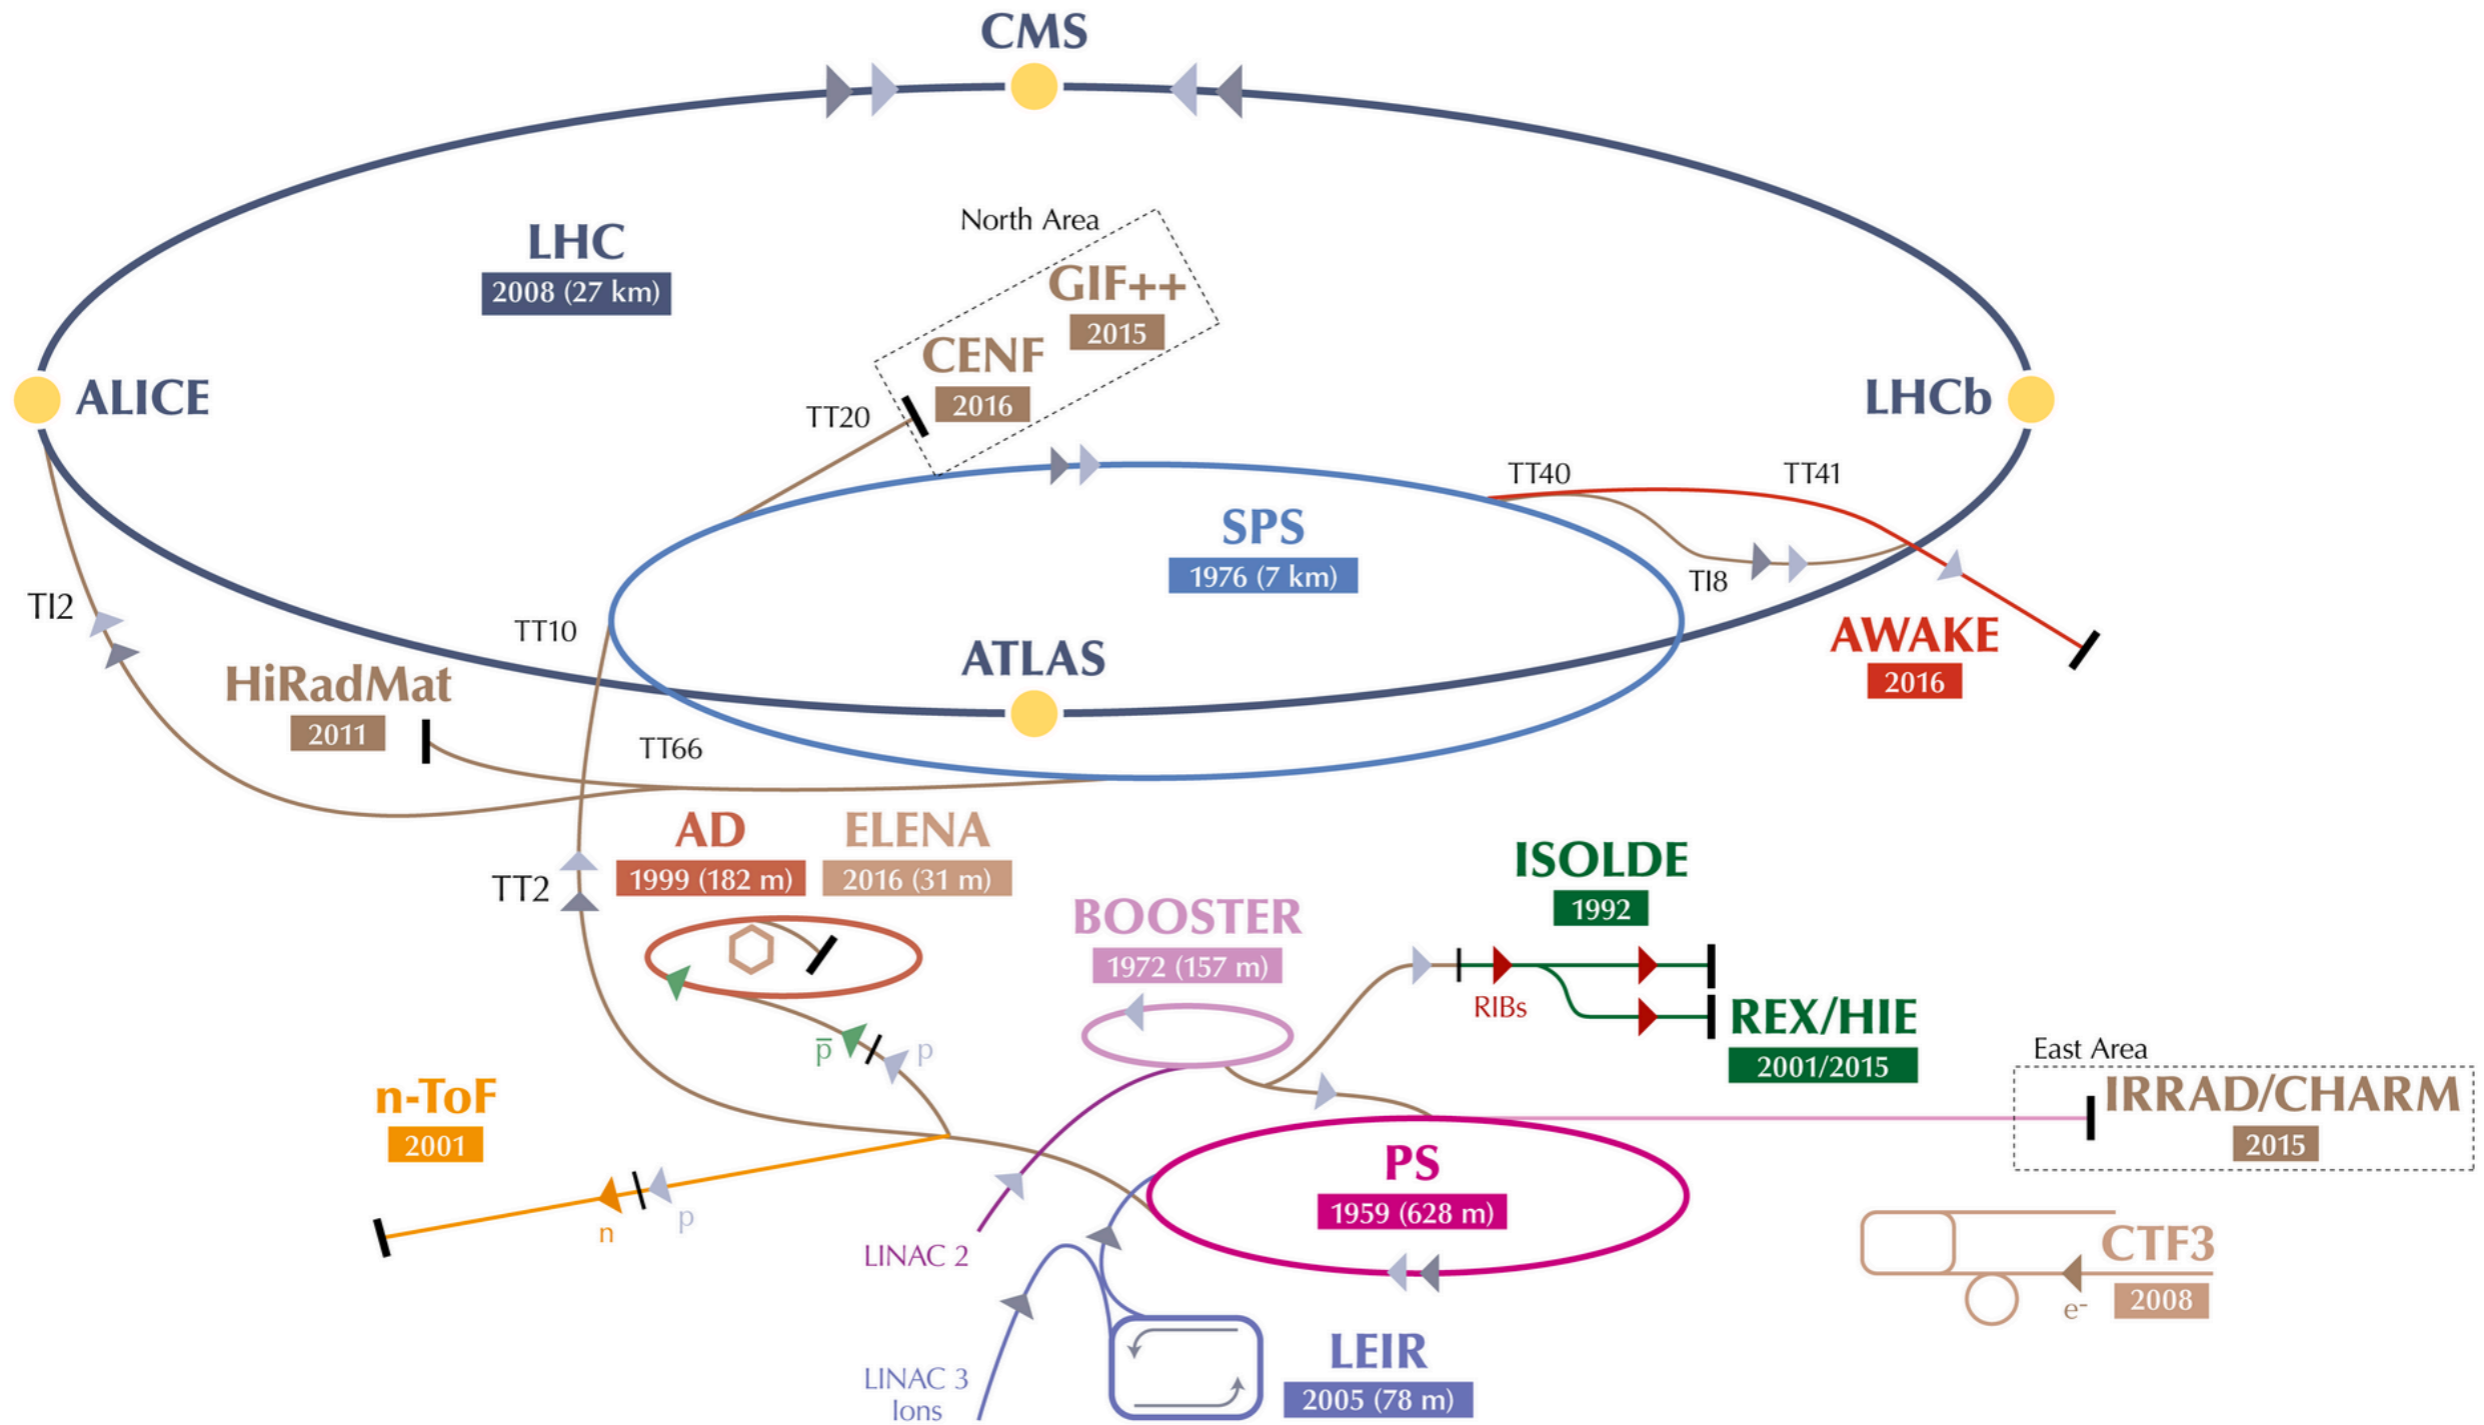 CMS
North Area
LHC
2008 (27 km)
GIF++
2015
CENF
2016
ALICE
LHCb
TT20
TT40
TT41
SPS
1976 (7 km)
TI8
TI2
TT10
ATLAS
AWAKE
2016
HiRadMat
2011
TT66
AD
1999 (182 m)
ELENA
2016 (31 m)
TT2
ISOLDE
1992
BOOSTER
1972 (157 m)
RIBs
REX/HIE
2001/2015
p̅
p
East Area
IRRAD/CHARM
2015
n-ToF
2001
PS
1959 (628 m)
n
p
LINAC 2
CTF3
2008
e-
LEIR
2005 (78 m)
LINAC 3
Ions